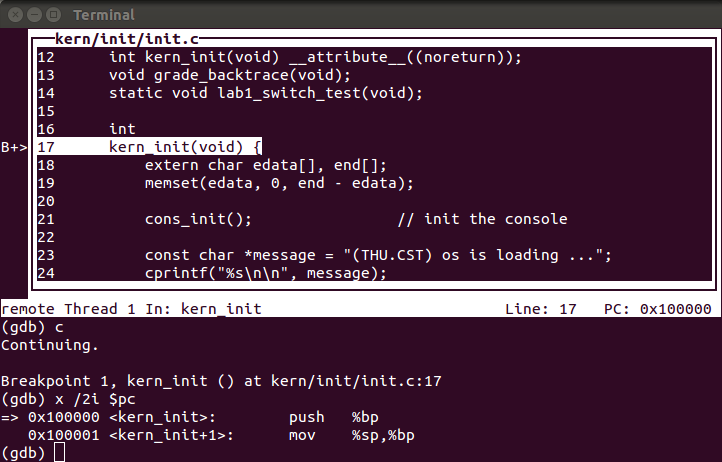 Terminal
kern/init/init.c
12      int kern_init(void) __attribute__((noreturn));
13      void grade_backtrace(void);
14      static void lab1_switch_test(void);
15
16      int
B+> 17      kern_init(void) {
18          extern char edata[], end[];
19          memset(edata, 0, end - edata);
20
21          cons_init();                // init the console
22
23          const char *message = "(THU.CST) os is loading ...";
24          cprintf("%s\n\n", message);
remote Thread 1 In: kern_init                           Line: 17   PC: 0x100000
(gdb) c
Continuing.
Breakpoint 1, kern_init () at kern/init/init.c:17
(gdb) x /2i $pc
=> 0x100000 <kern_init>:        push   %bp
   0x100001 <kern_init+1>:      mov    %sp,%bp
(gdb)